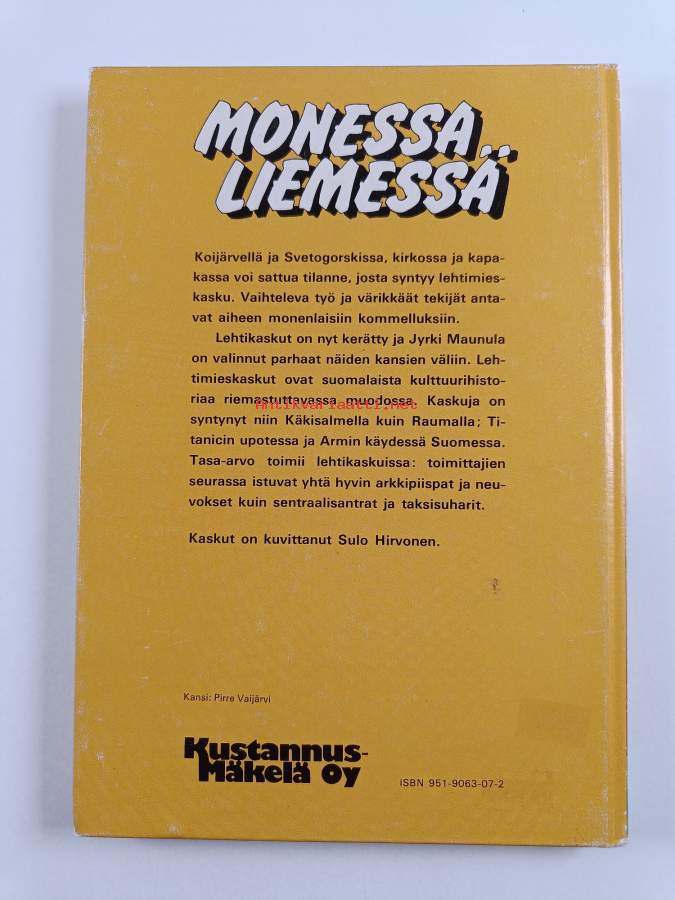 MONESSA
LIEMESSÄ
Koijärvellä ja Svetogorskissa, kirkossa ja kapa-
kassa voi sattua tilanne, josta syntyy lehtimies-
kasku. Vaihteleva työ ja värikkäät tekijät anta-
vat aiheen monenlaisiin kommelluksiin.
Lehtikaskut on nyt kerätty ja Jyrki Maunula
on valinnut parhaat näiden kansien väliin. Leh-
timieskaskut ovat suomalaista kulttuurihisto-
riaa riemastuttavassa muodossa. Kaskuja on
antikvariaatti.net
syntynyt niin Käkisalmella kuin Raumalla; Ti-
tanicin upotessa ja Armin käydessä Suomessa.
Tasa-arvo toimii lehtikaskuissa: toimittajien
seurassa istuvat yhtä hyvin arkkipiispat ja neu-
vokset kuin sentraalisantrat ja taksisuharit.
Kaskut on kuvittanut Sulo Hirvonen.
Kansi: Pirre Vaijärvi
Kustannus-
Mäkelä Oy
ISBN 951-9063-07-2